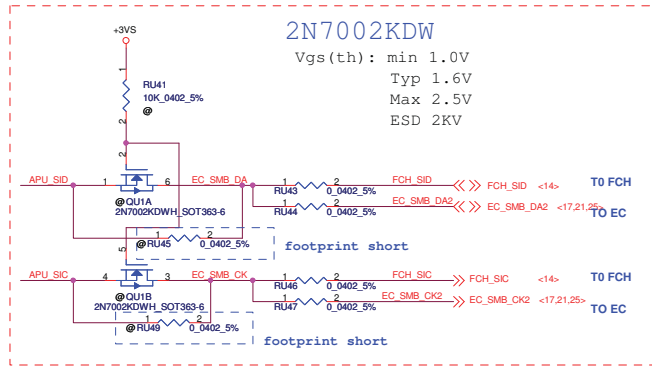 2N7002KDW
+3VS
Vgs(th): min 1.0V
Typ 1.6V
Max 2.5V
ESD 2KV
1
RU41
10K_0402_5%
@
2
2
APU_SID
1
6
EC_SMB_DA
1
2
FCH_SID
FCH_SID
<14>
T0 FCH
RU43
0_0402_5%
@QU1A
2N7002KDWH_SOT363-6
1
2
EC_SMB_DA2
EC_SMB_DA2
<17,21,25>
TO EC
RU44
0_0402_5%
1
2
@RU45
0_0402_5%
footprint short
5
APU_SIC
4
3
EC_SMB_CK
1
2
FCH_SIC
FCH_SIC
<14>
T0 FCH
RU46
0_0402_5%
@QU1B
2N7002KDWH_SOT363-6
1
2
EC_SMB_CK2
EC_SMB_CK2
<17,21,25>
TO EC
RU47
0_0402_5%
1
2
@RU49
0_0402_5%
footprint short